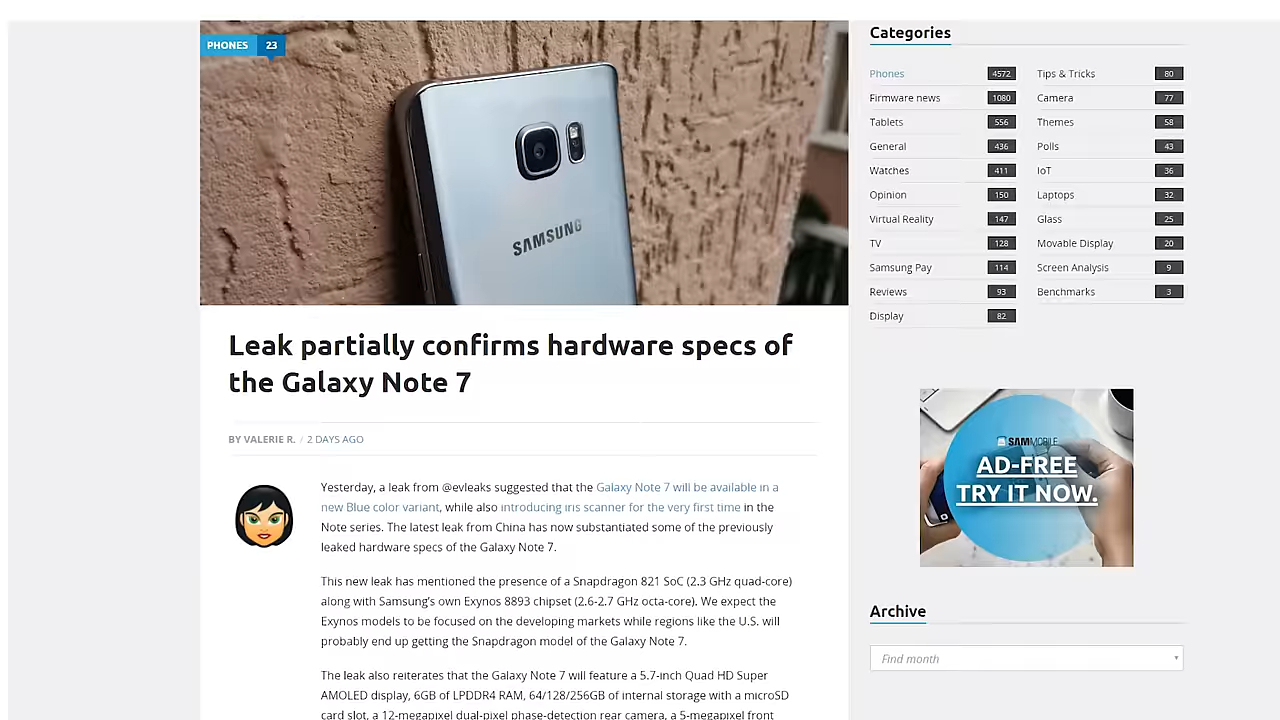 PHONES 23
SAMSUNG
Leak partially confirms hardware specs of
the Galaxy Note 7
BY VALERIE R. / 2 DAYS AGO
Yesterday, a leak from @evleaks suggested that the Galaxy Note 7 will be available in a
new Blue color variant, while also introducing iris scanner for the very first time in the
Note series. The latest leak from China has now substantiated some of the previously
leaked hardware specs of the Galaxy Note 7.
This new leak has mentioned the presence of a Snapdragon 821 SoC (2.3 GHz quad-core)
along with Samsung's own Exynos 8893 chipset (2.6-2.7 GHz octa-core). We expect the
Exynos models to be focused on the developing markets while regions like the U.S. will
probably end up getting the Snapdragon model of the Galaxy Note 7.
The leak also reiterates that the Galaxy Note 7 will feature a 5.7-inch Quad HD Super
AMOLED display, 6GB of LPDDR4 RAM, 64/128/256GB of internal storage with a microSD
card slot, a 12-megapixel dual-pixel phase-detection rear camera, a 5-megapixel front
Categories
Phones 4572
Firmware news 1080
Tablets 556
General 436
Watches 411
Opinion 150
Virtual Reality 147
TV 128
Samsung Pay 114
Reviews 93
Display 82
Tips & Tricks 80
Camera 77
Themes 58
Polls 43
IoT 36
Laptops 32
Glass 25
Movable Display 20
Screen Analysis 9
Benchmarks 3
SAMMOBILE
AD-FREE
TRY IT NOW.
Archive
Find month